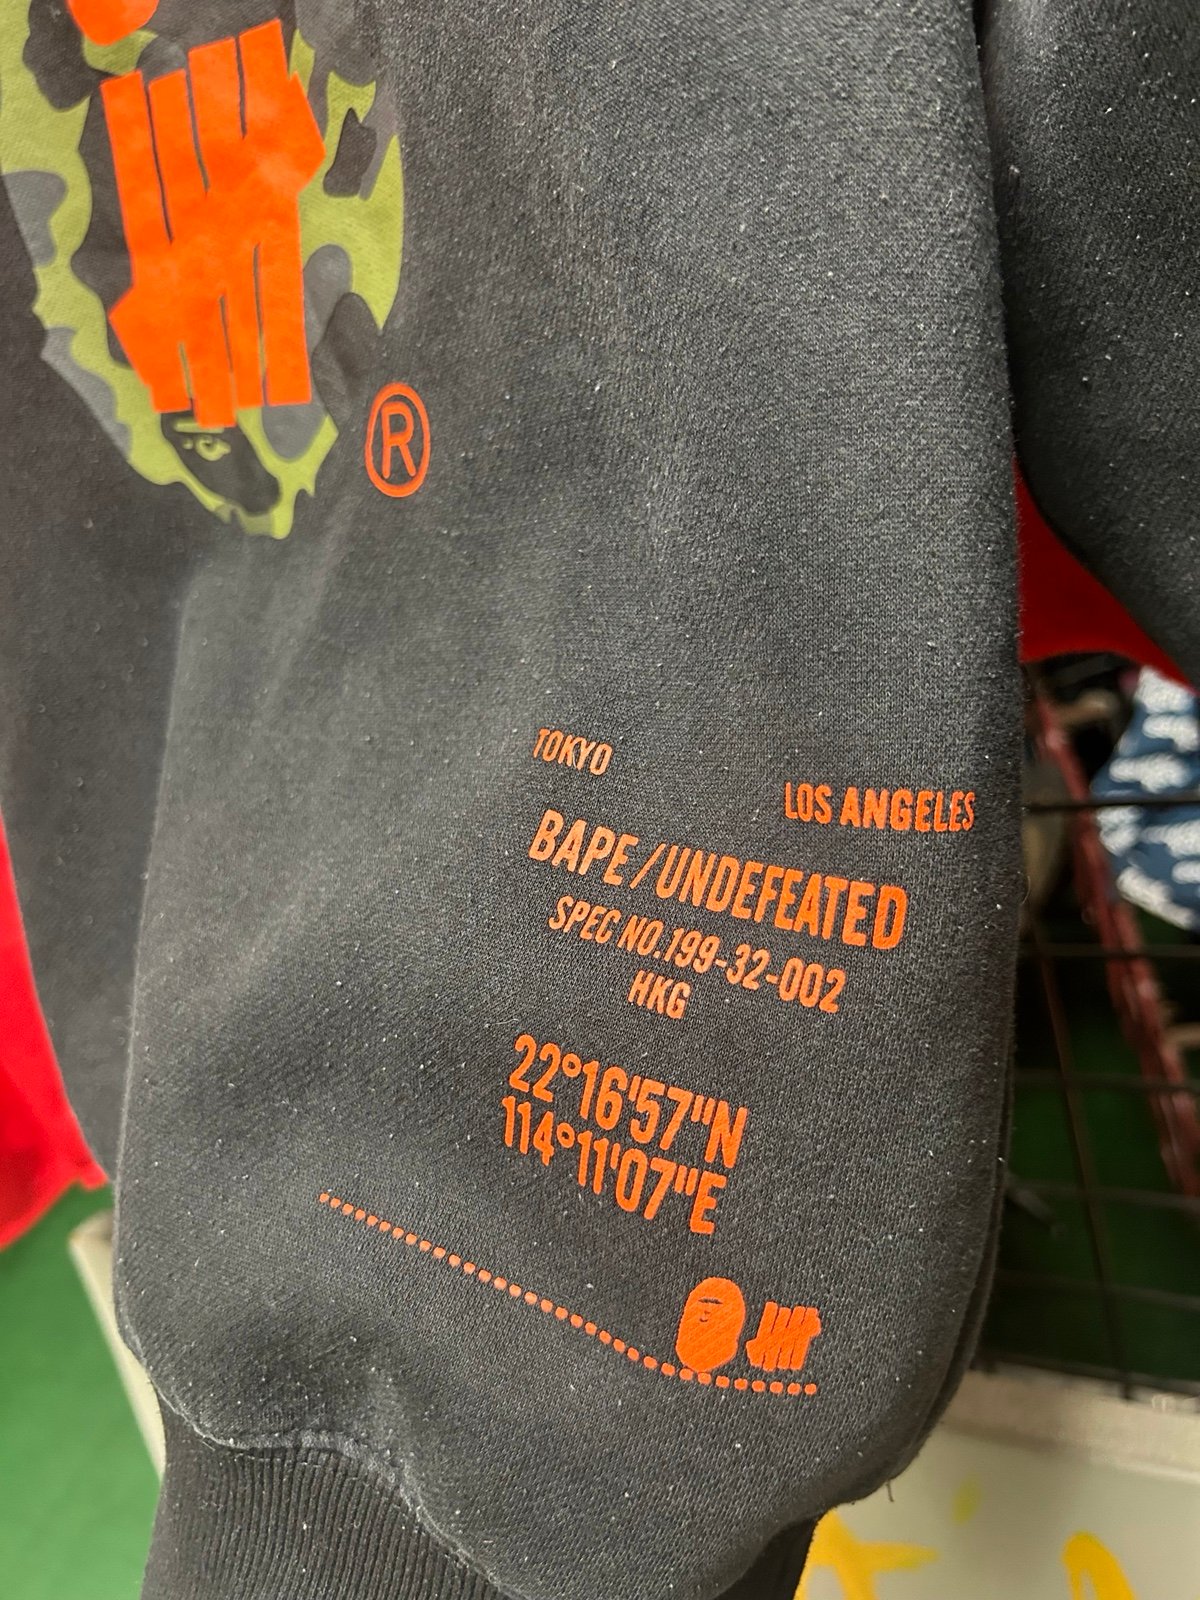 ®
TOKYO
LOS ANGELES
BAPE/UNDEFEATED
SPEC NO.199-32-002
HKG
22°16'57"N
114°11'07"E